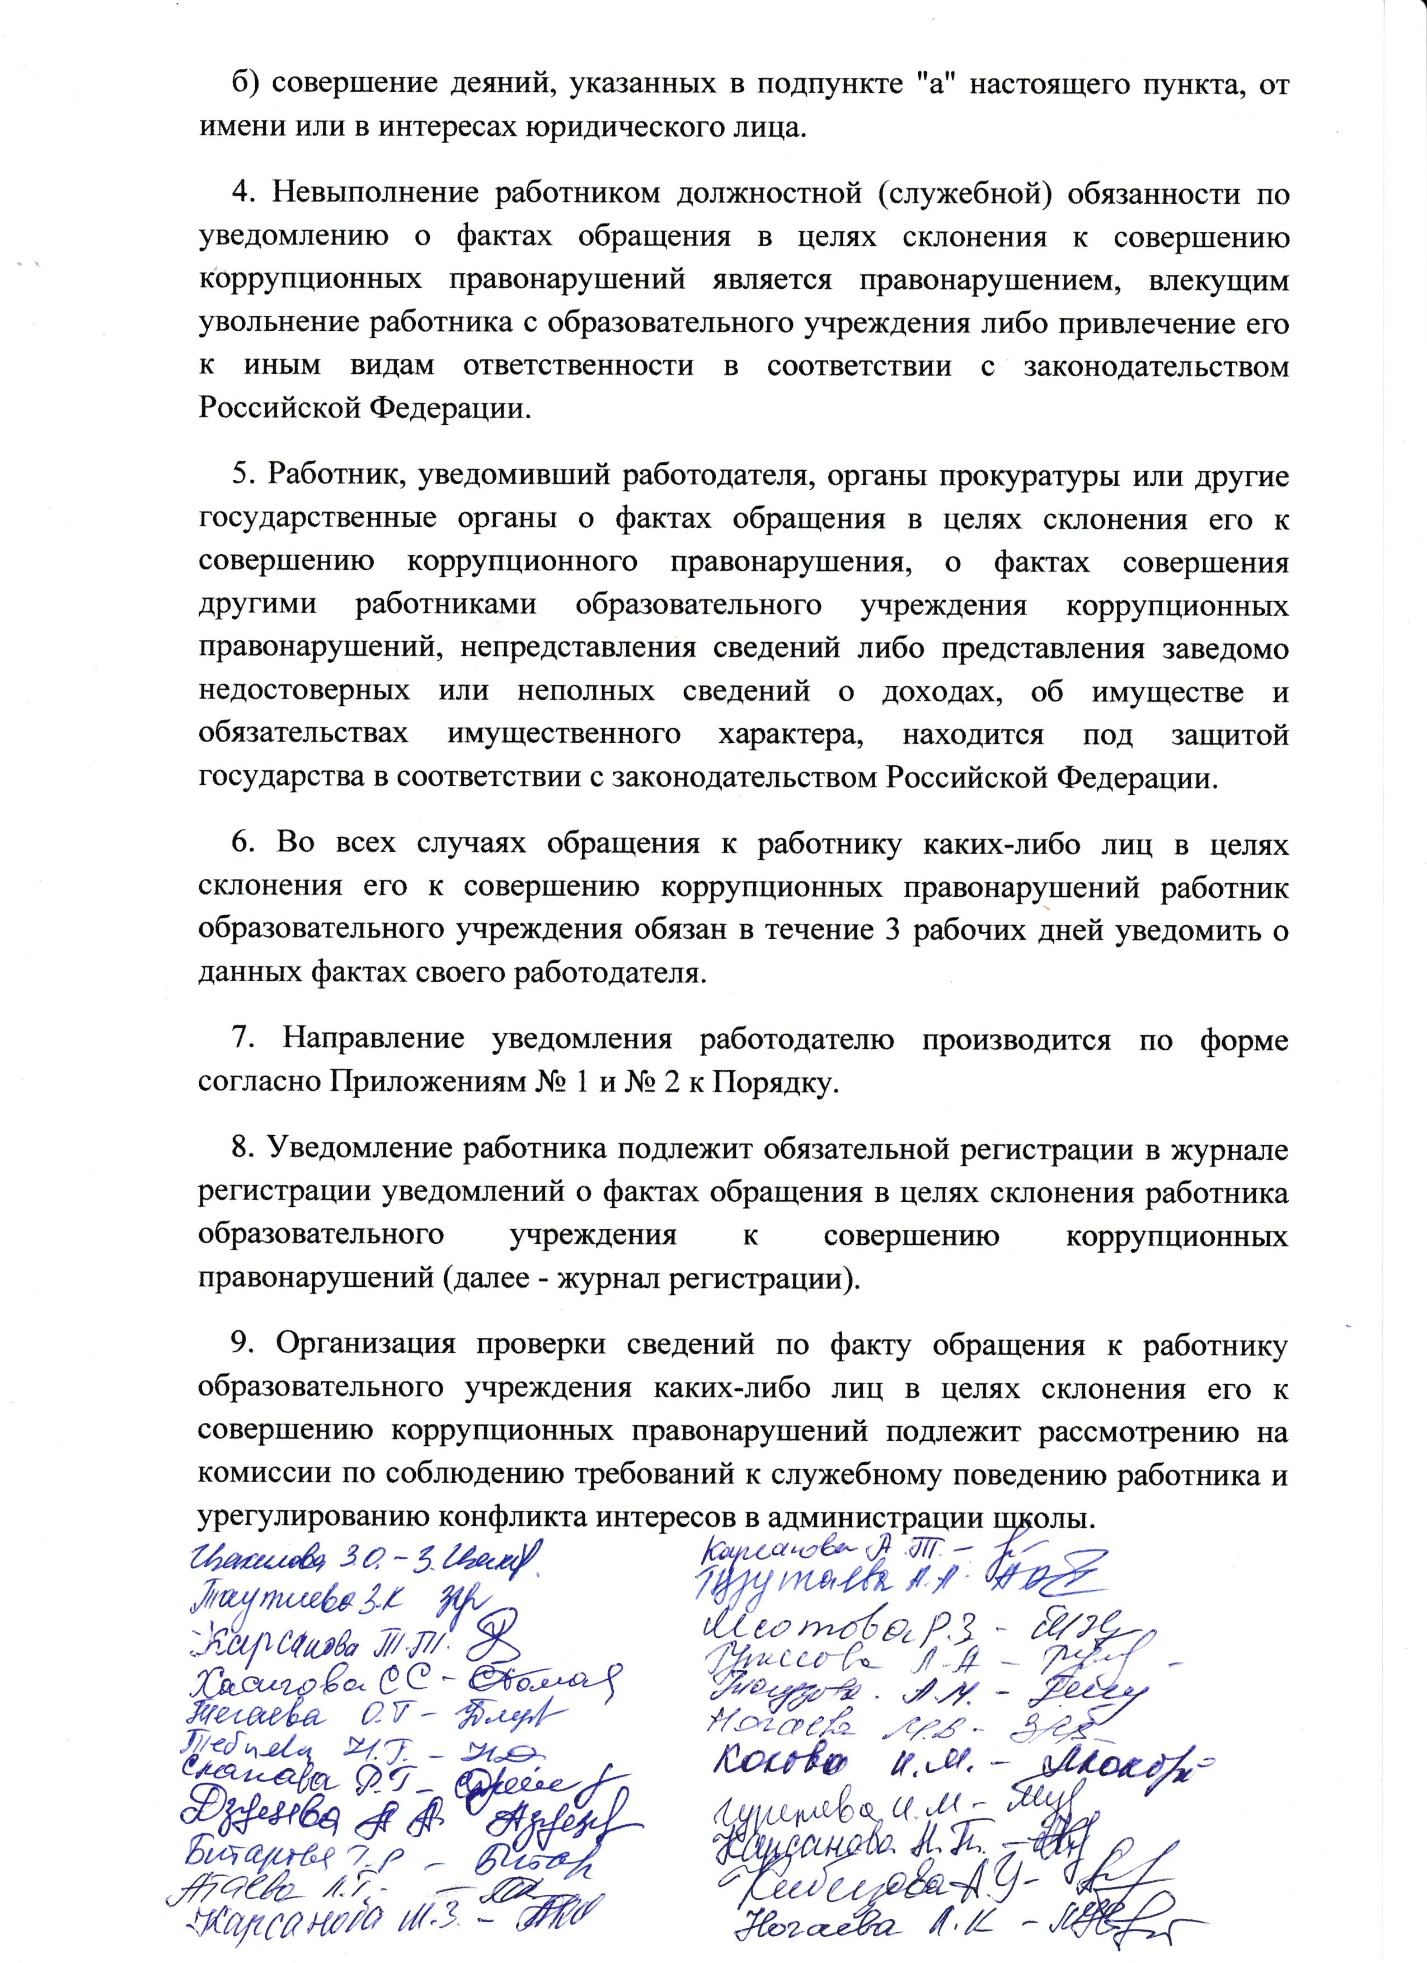 б) совершение деяний, указанных в подпункте "а" настоящего пункта, от
имени или в интересах юридического лица.
4. Невыполнение работником должностной (служебной) обязанности по
уведомлению о фактах обращения в целях склонения к совершению
коррупционных правонарушений является правонарушением, влекущим
увольнение работника с образовательного учреждения либо привлечение его
к иным видам ответственности в соответствии с законодательством
Российской Федерации.
5. Работник, уведомивший работодателя, органы прокуратуры или другие
государственные органы о фактах обращения в целях склонения его к
совершению коррупционного правонарушения, о фактах совершения
другими работниками образовательного учреждения коррупционных
правонарушений, непредставления сведений либо представления заведомо
недостоверных или неполных сведений о доходах, об имуществе и
обязательствах имущественного характера, находится под защитой
государства в соответствии с законодательством Российской Федерации.
6. Во всех случаях обращения к работнику каких-либо лиц в целях
склонения его к совершению коррупционных правонарушений работник
образовательного учреждения обязан в течение 3 рабочих дней уведомить о
данных фактах своего работодателя.
7. Направление уведомления работодателю производится по форме
согласно Приложениям № 1 и № 2 к Порядку.
8. Уведомление работника подлежит обязательной регистрации в журнале
регистрации уведомлений о фактах обращения в целях склонения работника
образовательного учреждения к совершению коррупционных
правонарушений (далее - журнал регистрации).
9. Организация проверки сведений по факту обращения к работнику
образовательного учреждения каких-либо лиц в целях склонения его к
совершению коррупционных правонарушений подлежит рассмотрению на
комиссии по соблюдению требований к служебному поведению работника и
урегулированию конфликта интересов в администрации школы.
З.О. -
Таутиева З.К
Карсанова Т.Т.
Хасигова С С -
Тегаева О.Г -
Н.Г. -
Р.Г -
А А.
Битарова -
Агаева Л.Г. -
Карсанова М.З. -
Карсанова А.Т. -
Тузутаева А.А.
Р.З -
Л.А -
А.М. -
Ногаева
Кокова И.М. -
И.М -
Карсанова Н.П. -
А.У -
Ногаева Л.К -